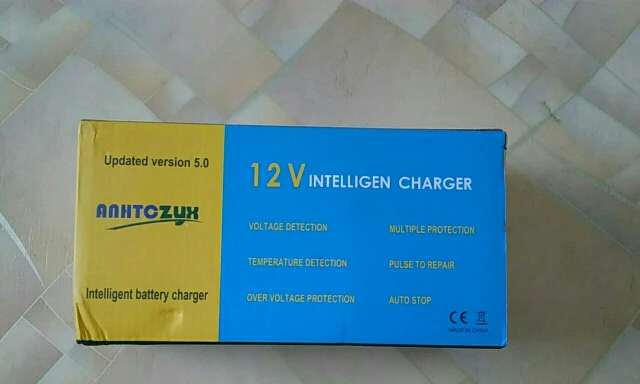 Updated version 5.0
ANHTCZYX
Intelligent battery charger
12V INTELLIGEN CHARGER
VOLTAGE DETECTION
MULTIPLE PROTECTION
TEMPERATURE DETECTION
PULSE TO REPAIR
OVER VOLTAGE PROTECTION
AUTO STOP
CE
MADE IN CHINA